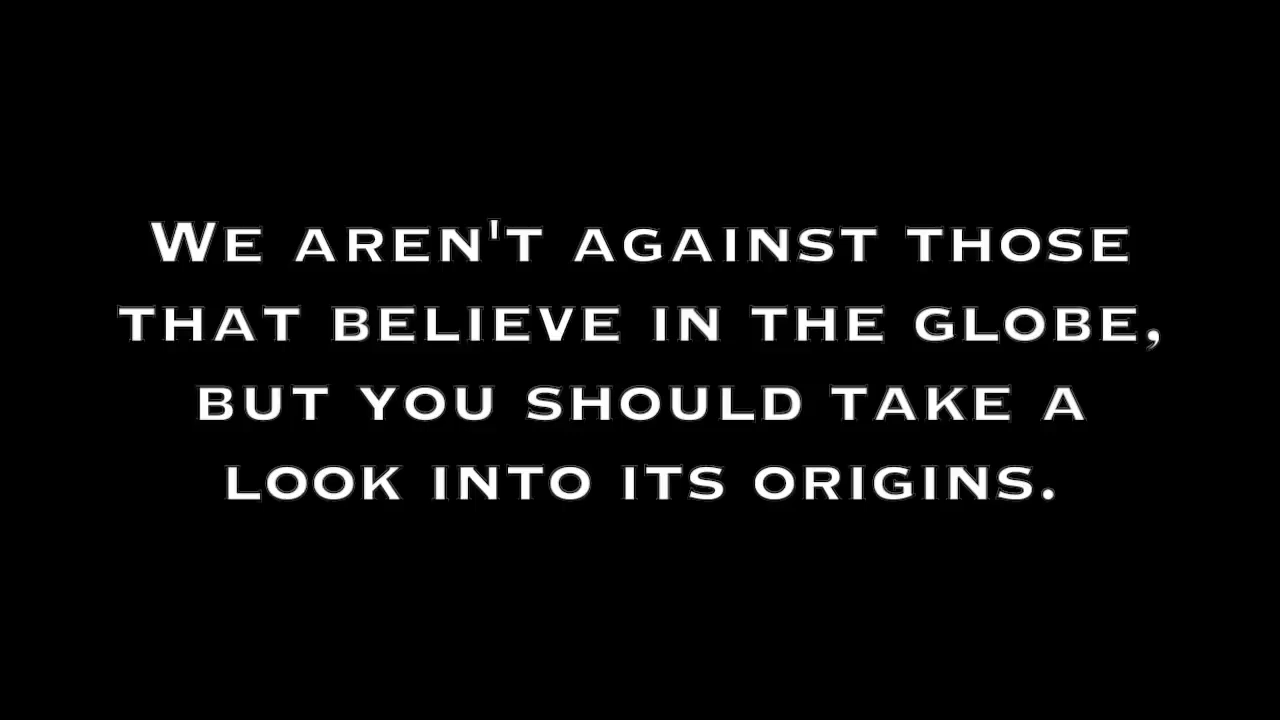 We aren't against those
that believe in the globe,
but you should take a
look into its origins.